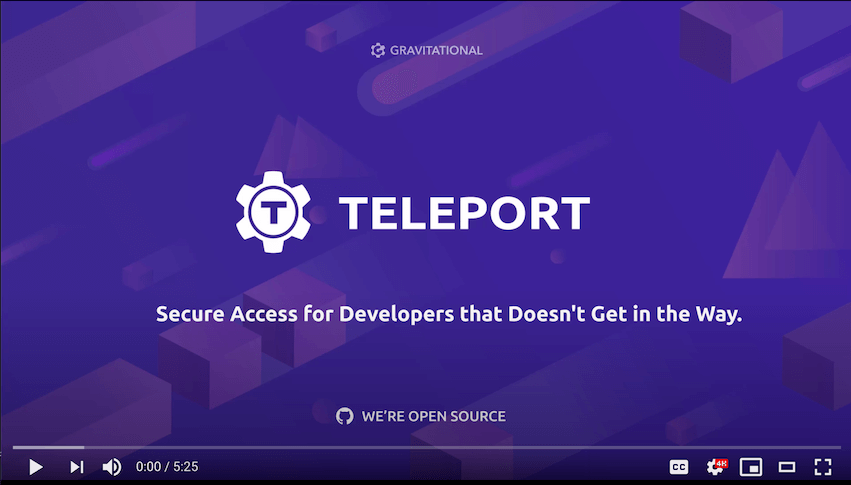 GRAVITATIONAL
T TELEPORT
Secure Access for Developers that Doesn't Get in the Way.
WE'RE OPEN SOURCE
0:00 / 5:25
CC
4K